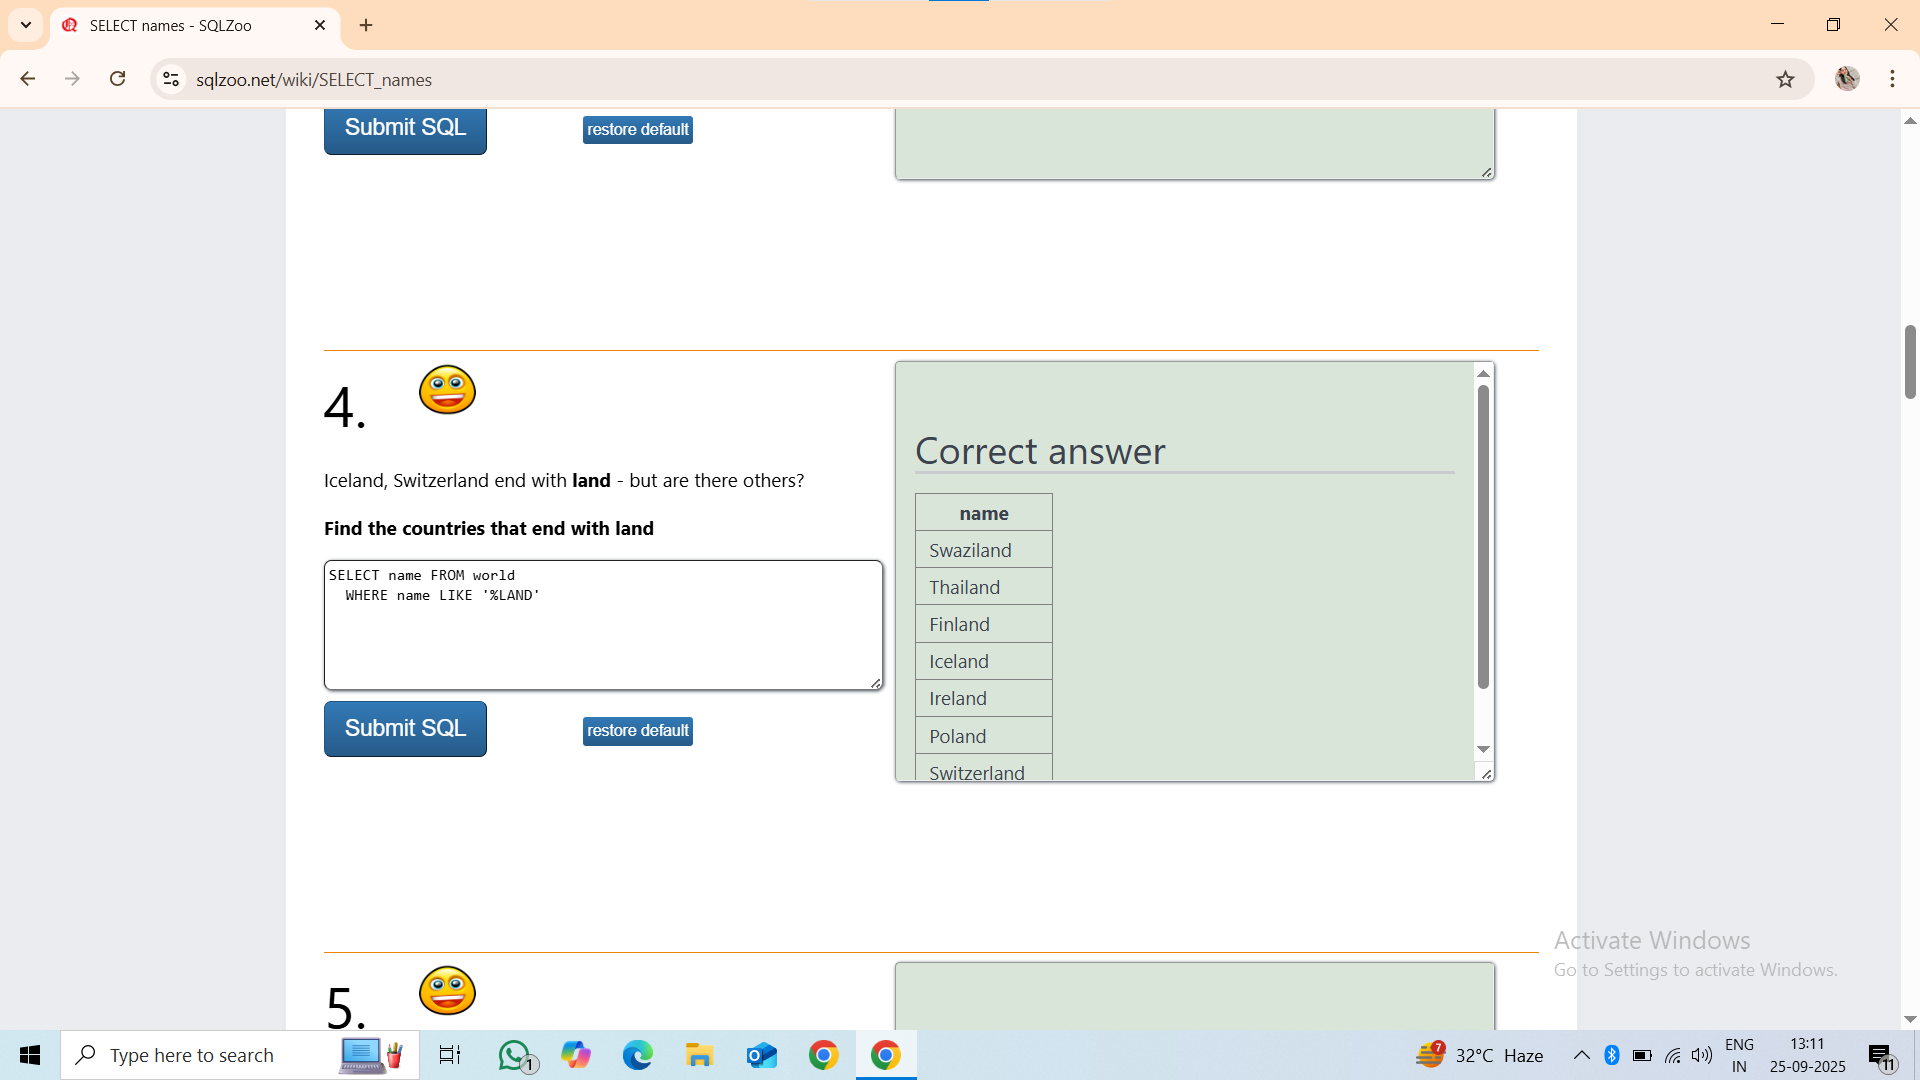 SELECT names - SQLZoo
sqlzoo.net/wiki/SELECT_names
Submit SQL
restore default
4.
Iceland, Switzerland end with land - but are there others?
Find the countries that end with land
SELECT name FROM world
WHERE name LIKE '%LAND'
Submit SQL
restore default
Correct answer
name
Swaziland
Thailand
Finland
Iceland
Ireland
Poland
Switzerland
5.
Activate Windows
Go to Settings to activate Windows.
Type here to search
1
7
32°C Haze
ENG
IN
13:11
25-09-2025
11